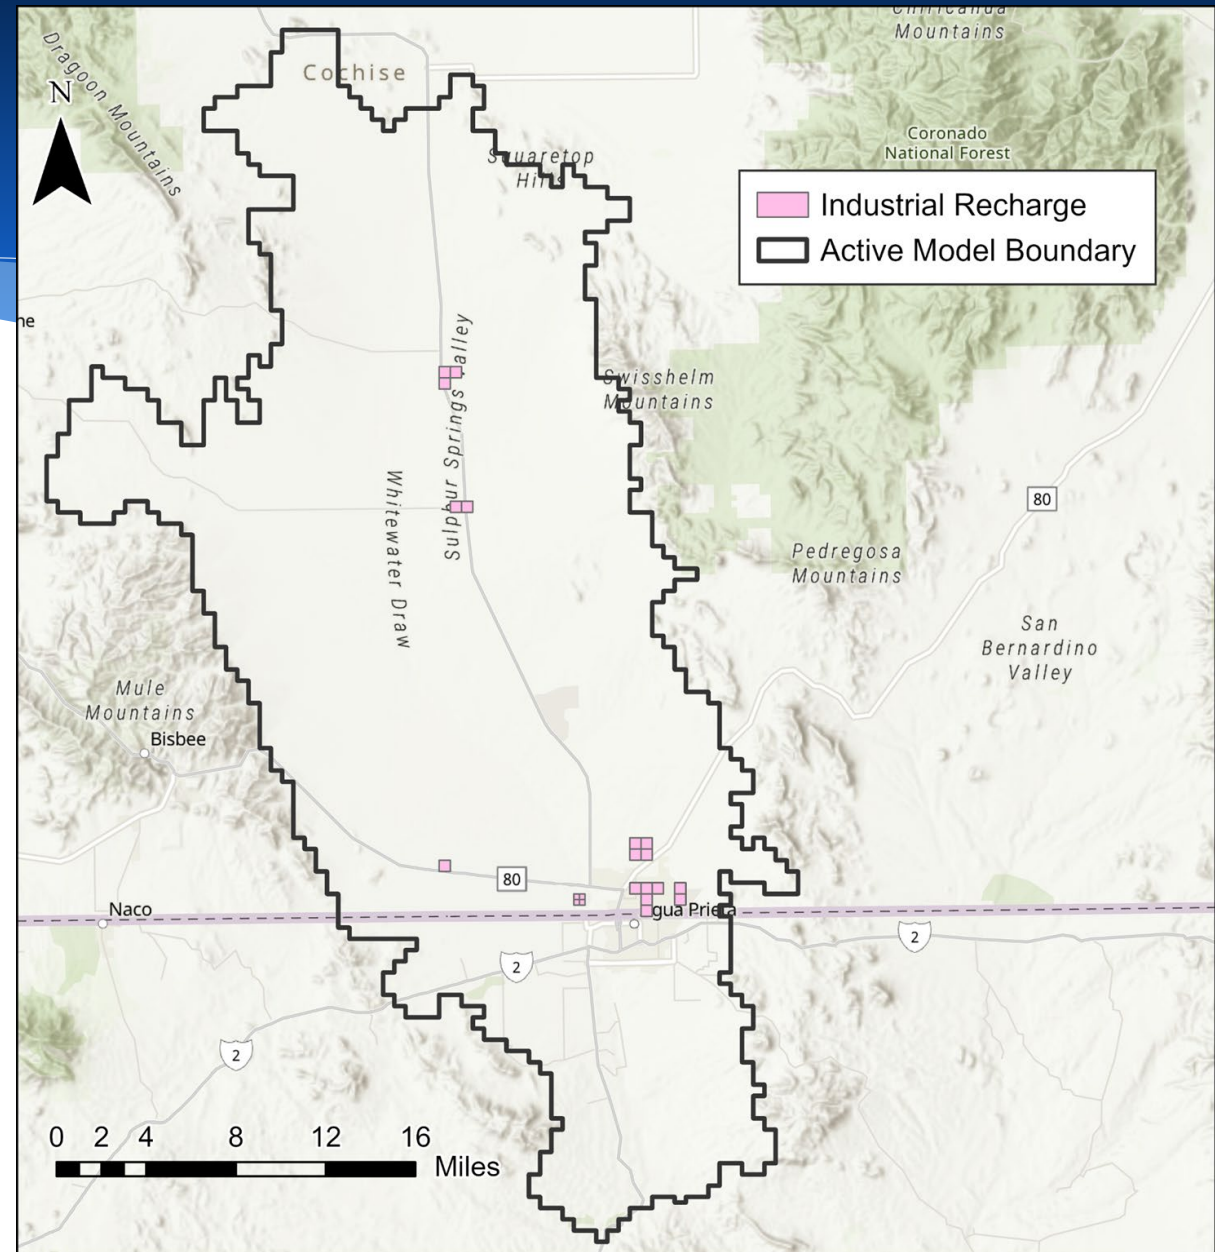 Chiricahua
Mountains
Dragoon Mountains
Cochise
N
Coronado
National Forest
Squaretop
Hills
Industrial Recharge
Active Model Boundary
ne
Sulphur Springs Valley
Swisshelm
Mountains
Whitewater Draw
80
Pedregosa
Mountains
San
Bernardino
Valley
Mule
Mountains
Bisbee
80
Naco
gua Prieta
2
2
2
0 2 4 8 12 16
Miles